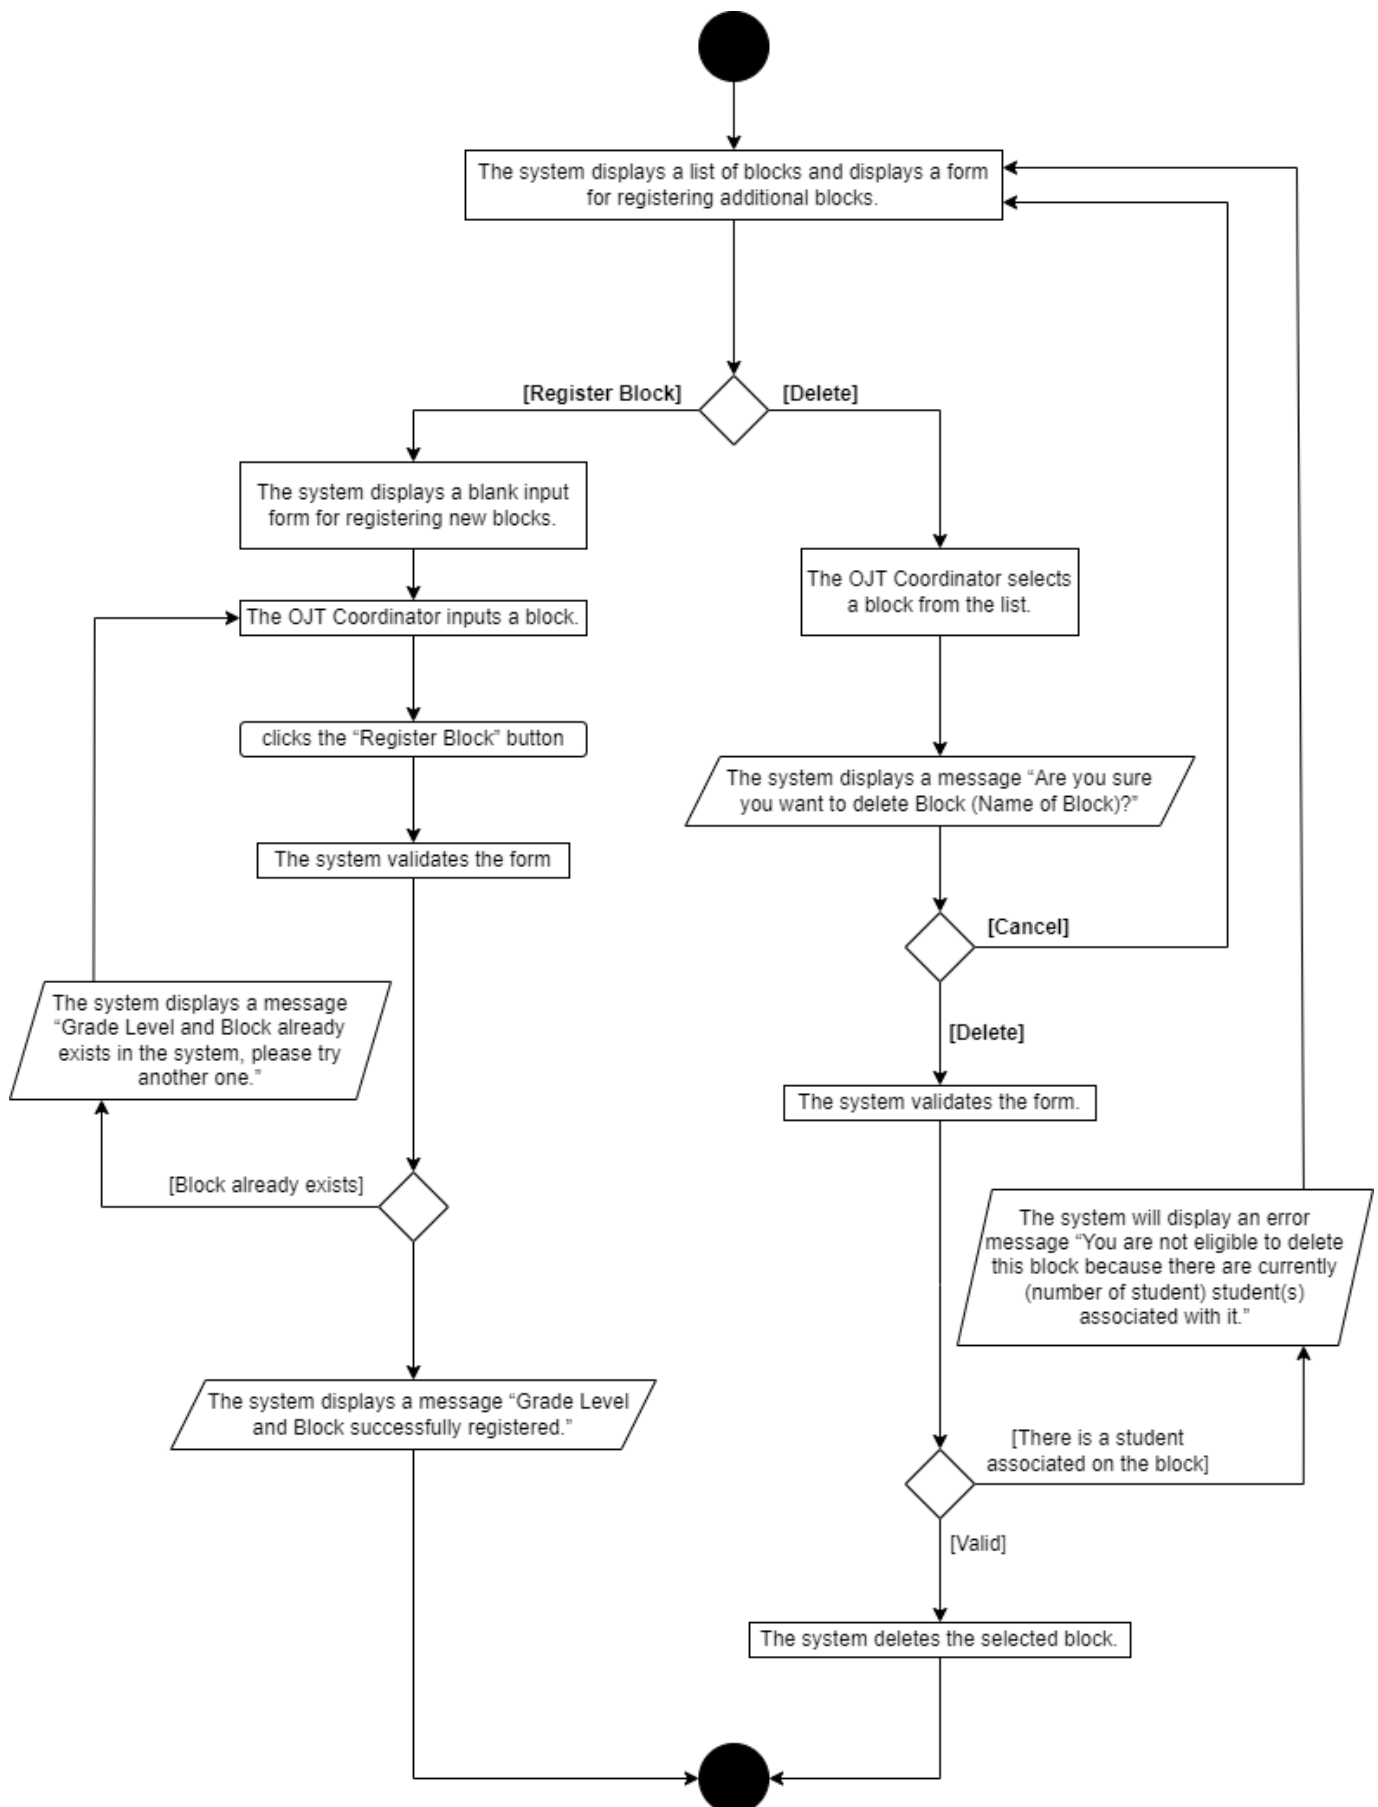 The system displays a list of blocks and displays a form
for registering additional blocks.
[Register Block]
[Delete]
The system displays a blank input
form for registering new blocks.
The OJT Coordinator inputs a block.
clicks the “Register Block” button
The system validates the form
The system displays a message
“Grade Level and Block already
exists in the system, please try
another one.”
[Block already exists]
The system displays a message “Grade Level
and Block successfully registered.”
The OJT Coordinator selects
a block from the list.
The system displays a message “Are you sure
you want to delete Block (Name of Block)?”
[Cancel]
[Delete]
The system validates the form.
The system will display an error
message “You are not eligible to delete
this block because there are currently
(number of student) student(s)
associated with it.”
[There is a student
associated on the block]
[Valid]
The system deletes the selected block.